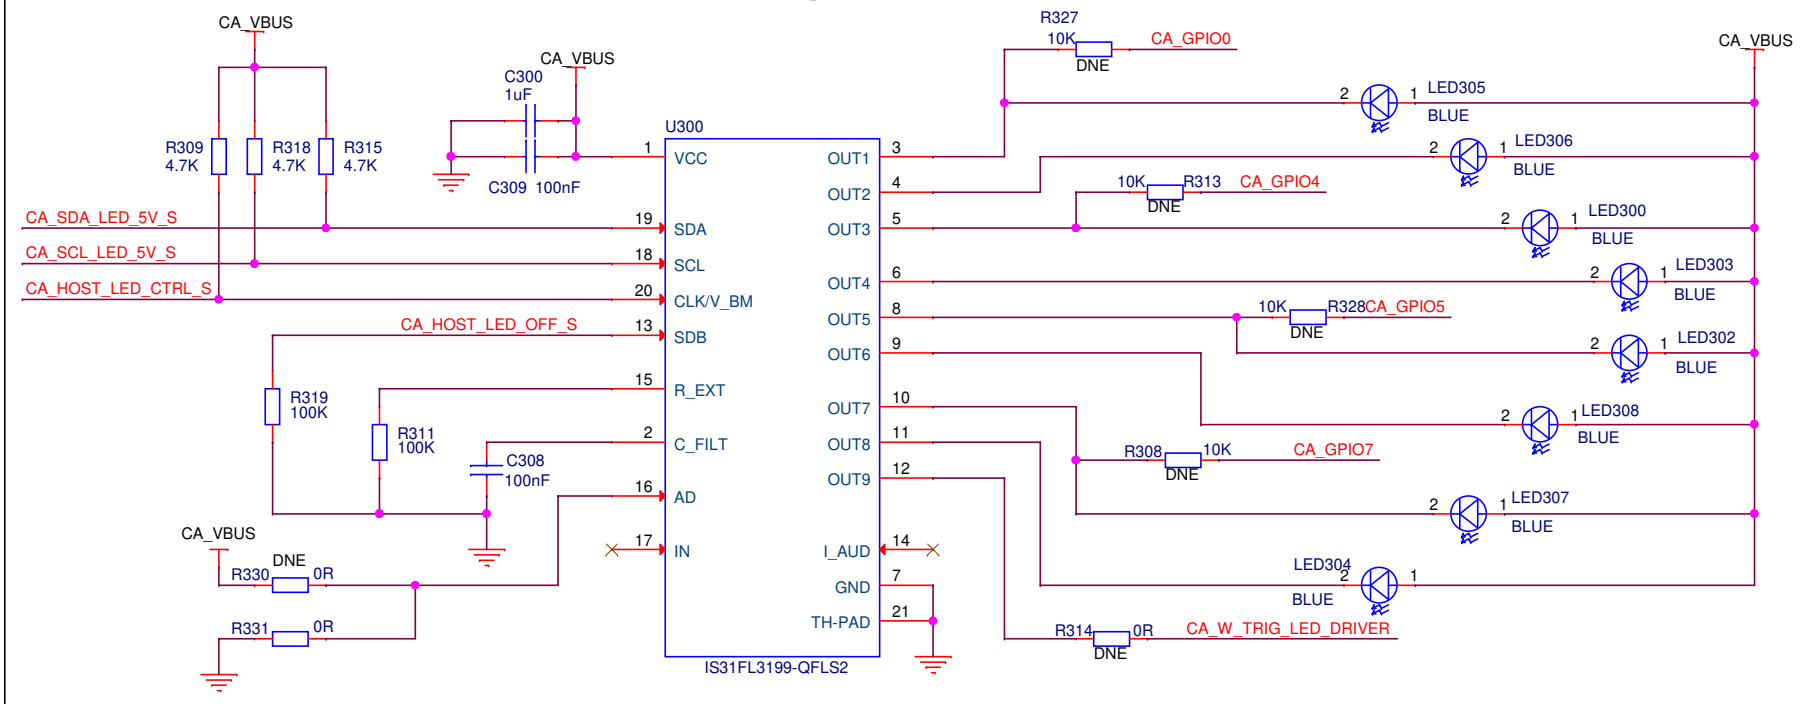 CA_VBUS
R309
4.7K
R318
4.7K
R315
4.7K
CA_SDA_LED_5V_S
CA_SCL_LED_5V_S
CA_HOST_LED_CTRL_S
CA_HOST_LED_OFF_S
R319
100K
R311
100K
C308
100nF
CA_VBUS
DNE
R330
0R
R331
0R
CA_VBUS
C300
1uF
C309 100nF
U300
1 VCC
19 SDA
18 SCL
20 CLK/V_BM
13 SDB
15 R_EXT
2 C_FILT
16 AD
17 IN
OUT1 3
OUT2 4
OUT3 5
OUT4 6
OUT5 8
OUT6 9
OUT7 10
OUT8 11
OUT9 12
I_AUD 14
GND 7
TH-PAD 21
IS31FL3199-QFLS2
R327
10K
DNE
CA_GPIO0
10K R313
DNE
CA_GPIO4
10K R328
DNE
CA_GPIO5
R308 10K
DNE
CA_GPIO7
R314 0R
DNE
CA_W_TRIG_LED_DRIVER
CA_VBUS
2 1 LED305
BLUE
2 1 LED306
BLUE
2 1 LED300
BLUE
2 1 LED303
BLUE
2 1 LED302
BLUE
2 1 LED308
BLUE
2 1 LED307
BLUE
LED304
2 1
BLUE